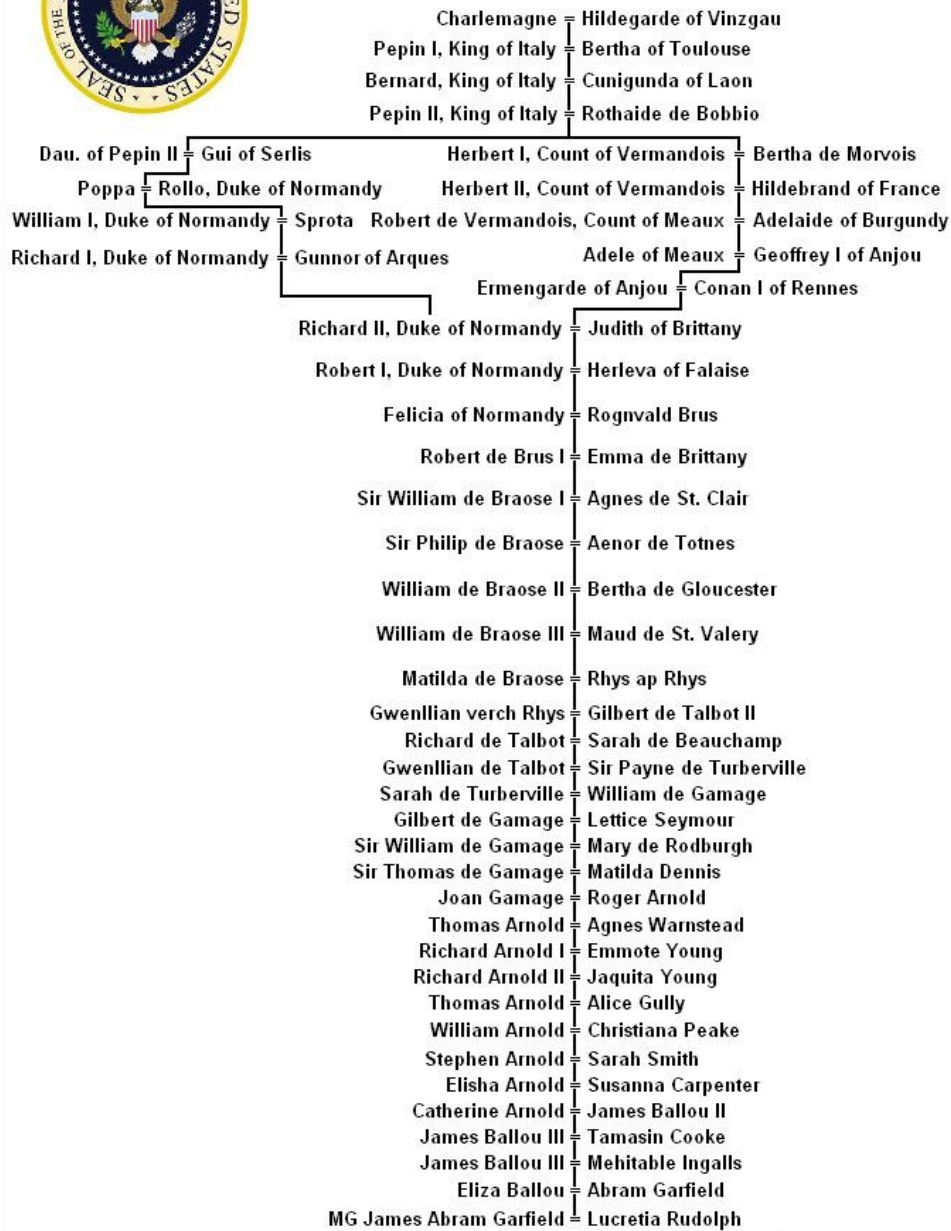 SEAL OF THE
ED STATES
Charlemagne = Hildegarde of Vinzgau
Pepin I, King of Italy = Bertha of Toulouse
Bernard, King of Italy = Cunigunda of Laon
Pepin II, King of Italy = Rothaide de Bobbio
Dau. of Pepin II = Gui of Serlis Herbert I, Count of Vermandois = Bertha de Morvois
Poppa = Rollo, Duke of Normandy Herbert II, Count of Vermandois = Hildebrand of France
William I, Duke of Normandy = Sprota Robert de Vermandois, Count of Meaux = Adelaide of Burgundy
Richard I, Duke of Normandy = Gunnor of Arques Adele of Meaux = Geoffrey I of Anjou
Ermengarde of Anjou = Conan I of Rennes
Richard II, Duke of Normandy = Judith of Brittany
Robert I, Duke of Normandy = Herleva of Falaise
Felicia of Normandy = Rognvald Brus
Robert de Brus I = Emma de Brittany
Sir William de Braose I = Agnes de St. Clair
Sir Philip de Braose = Aenor de Totnes
William de Braose II = Bertha de Gloucester
William de Braose III = Maud de St. Valery
Matilda de Braose = Rhys ap Rhys
Gwenllian verch Rhys = Gilbert de Talbot II
Richard de Talbot = Sarah de Beauchamp
Gwenllian de Talbot = Sir Payne de Turberville
Sarah de Turberville = William de Gamage
Gilbert de Gamage = Lettice Seymour
Sir William de Gamage = Mary de Rodburgh
Sir Thomas de Gamage = Matilda Dennis
Joan Gamage = Roger Arnold
Thomas Arnold = Agnes Warnstead
Richard Arnold I = Emmote Young
Richard Arnold II = Jaquita Young
Thomas Arnold = Alice Gully
William Arnold = Christiana Peake
Stephen Arnold = Sarah Smith
Elisha Arnold = Susanna Carpenter
Catherine Arnold = James Ballou II
James Ballou III = Tamasin Cooke
James Ballou III = Mehitable Ingalls
Eliza Ballou = Abram Garfield
MG James Abram Garfield = Lucretia Rudolph